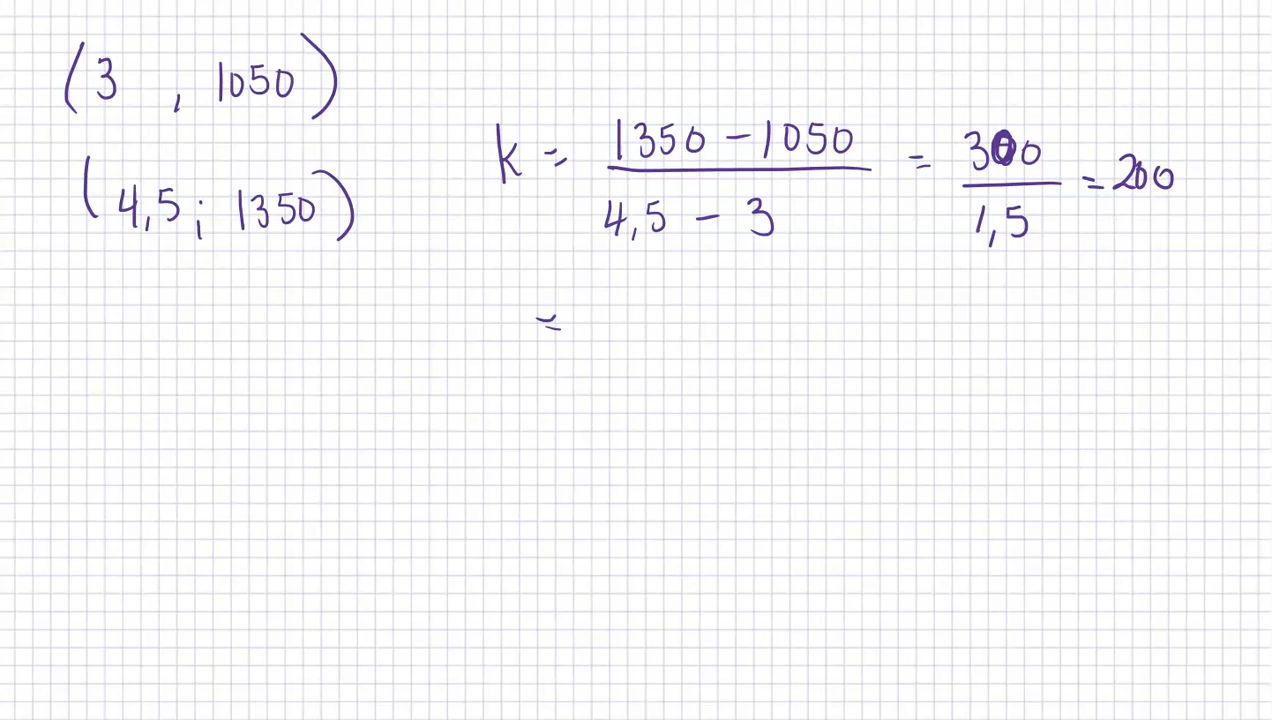 (3 , 1050)
(4,5 ; 1350)
k = (1350 - 1050)/(4,5 - 3) = 300/1,5 = 200
=